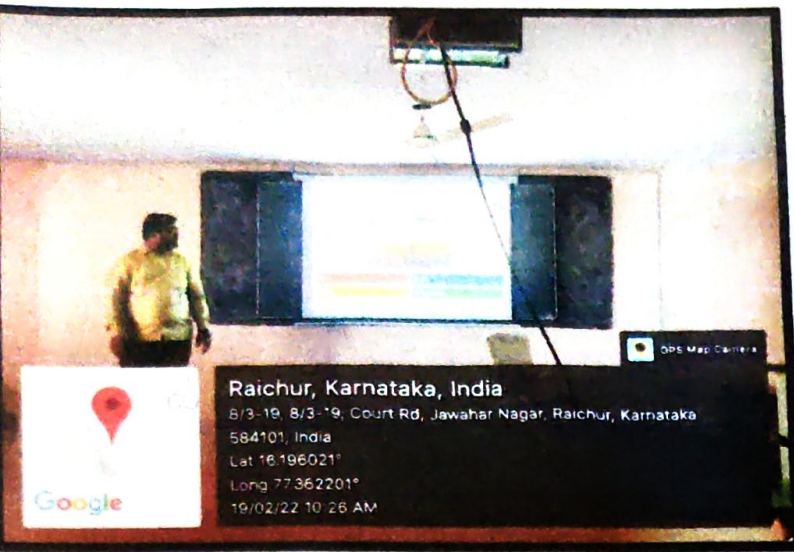 GPS Map Camera
Raichur, Karnataka, India
8/3-19, 8/3-19, Court Rd, Jawahar Nagar, Raichur, Karnataka
584101, India
Lat 16.196021°
Long 77.362201°
19/02/22 10:26 AM
Google